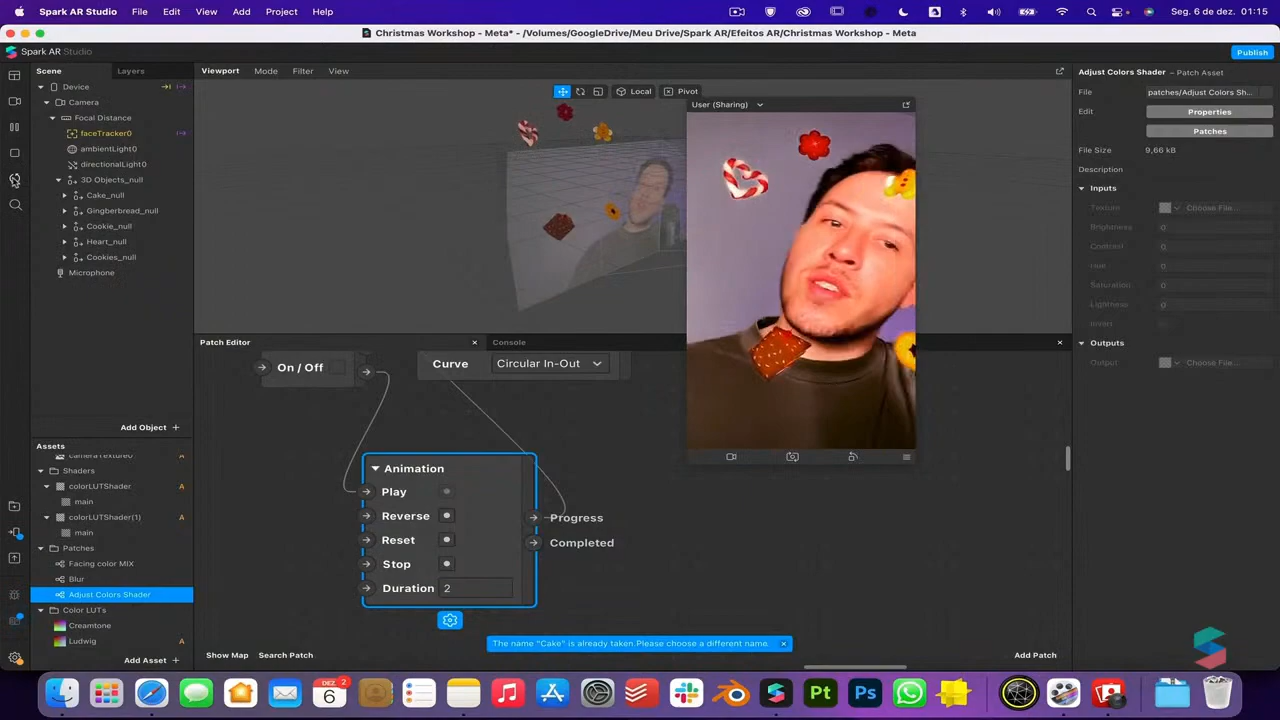 Spark AR Studio File Edit View Add Project Help Seg. 6 de dez. 01:15
Christmas Workshop - Meta* - /Volumes/GoogleDrive/Meu Drive/Spark AR/Efeitos AR/Christmas Workshop - Meta
Spark AR Studio Publish
Scene Layers
Device
Camera
Focal Distance
faceTracker0
ambientLight0
directionalLight0
3D Objects_null
Cake_null
Gingberbread_null
Cookie_null
Heart_null
Cookies_null
Microphone
Add Object +
Assets
cameraTexture0 A
Shaders
colorLUTShader A
main
colorLUTShader(1) A
main
Patches
Facing color MIX
Blur
Adjust Colors Shader
Color LUTs
Creamtone
Ludwig A
Add Asset +
Viewport Mode Filter View
Local Pivot
User (Sharing)
Patch Editor Console
On / Off
Curve Circular In-Out
Animation
Play
Reverse
Reset
Stop
Duration 2
Progress
Completed
The name "Cake" is already taken.Please choose a different name.
Show Map Search Patch Add Patch
Adjust Colors Shader – Patch Asset
File patches/Adjust Colors Sh...
Edit Properties
Patches
File Size 9,66 kB
Description
Inputs
Texture Choose File...
Brightness 0
Contrast 0
Hue 0
Saturation 0
Lightness 0
Invert
Outputs
Output Choose File...
DEZ. 2
6
Pt
Ps